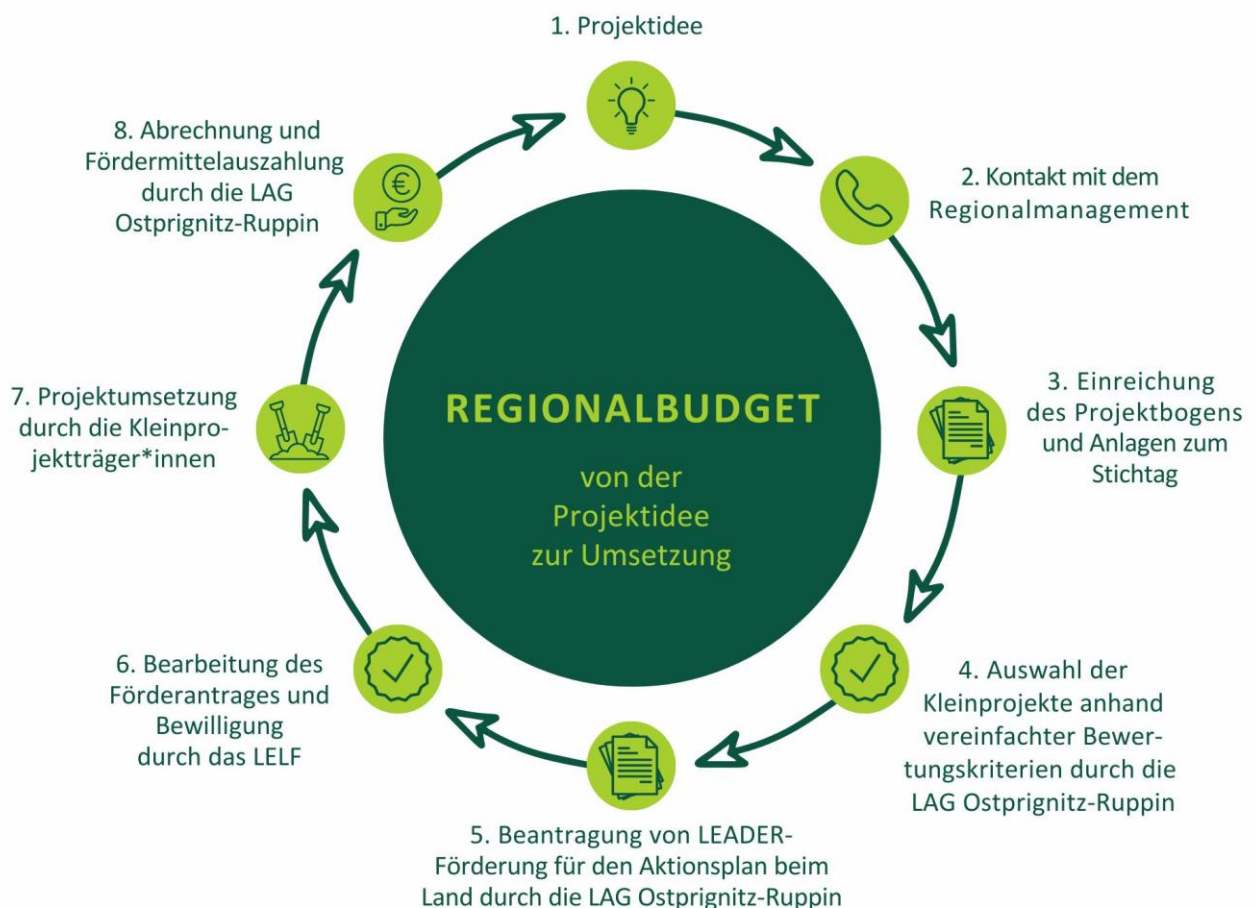 1. Projektidee
2. Kontakt mit dem
Regionalmanagement
3. Einreichung
des Projektbogens
und Anlagen zum
Stichtag
4. Auswahl der
Kleinprojekte anhand
vereinfachter Bewer-
tungskriterien durch die
LAG Ostprignitz-Ruppin
5. Beantragung von LEADER-
Förderung für den Aktionsplan beim
Land durch die LAG Ostprignitz-Ruppin
6. Bearbeitung des
Förderantrages und
Bewilligung
durch das LELF
7. Projektumsetzung
durch die Kleinpro-
jektträger*innen
8. Abrechnung und
Fördermittelauszahlung
durch die LAG
Ostprignitz-Ruppin
€
REGIONALBUDGET
von der
Projektidee
zur Umsetzung